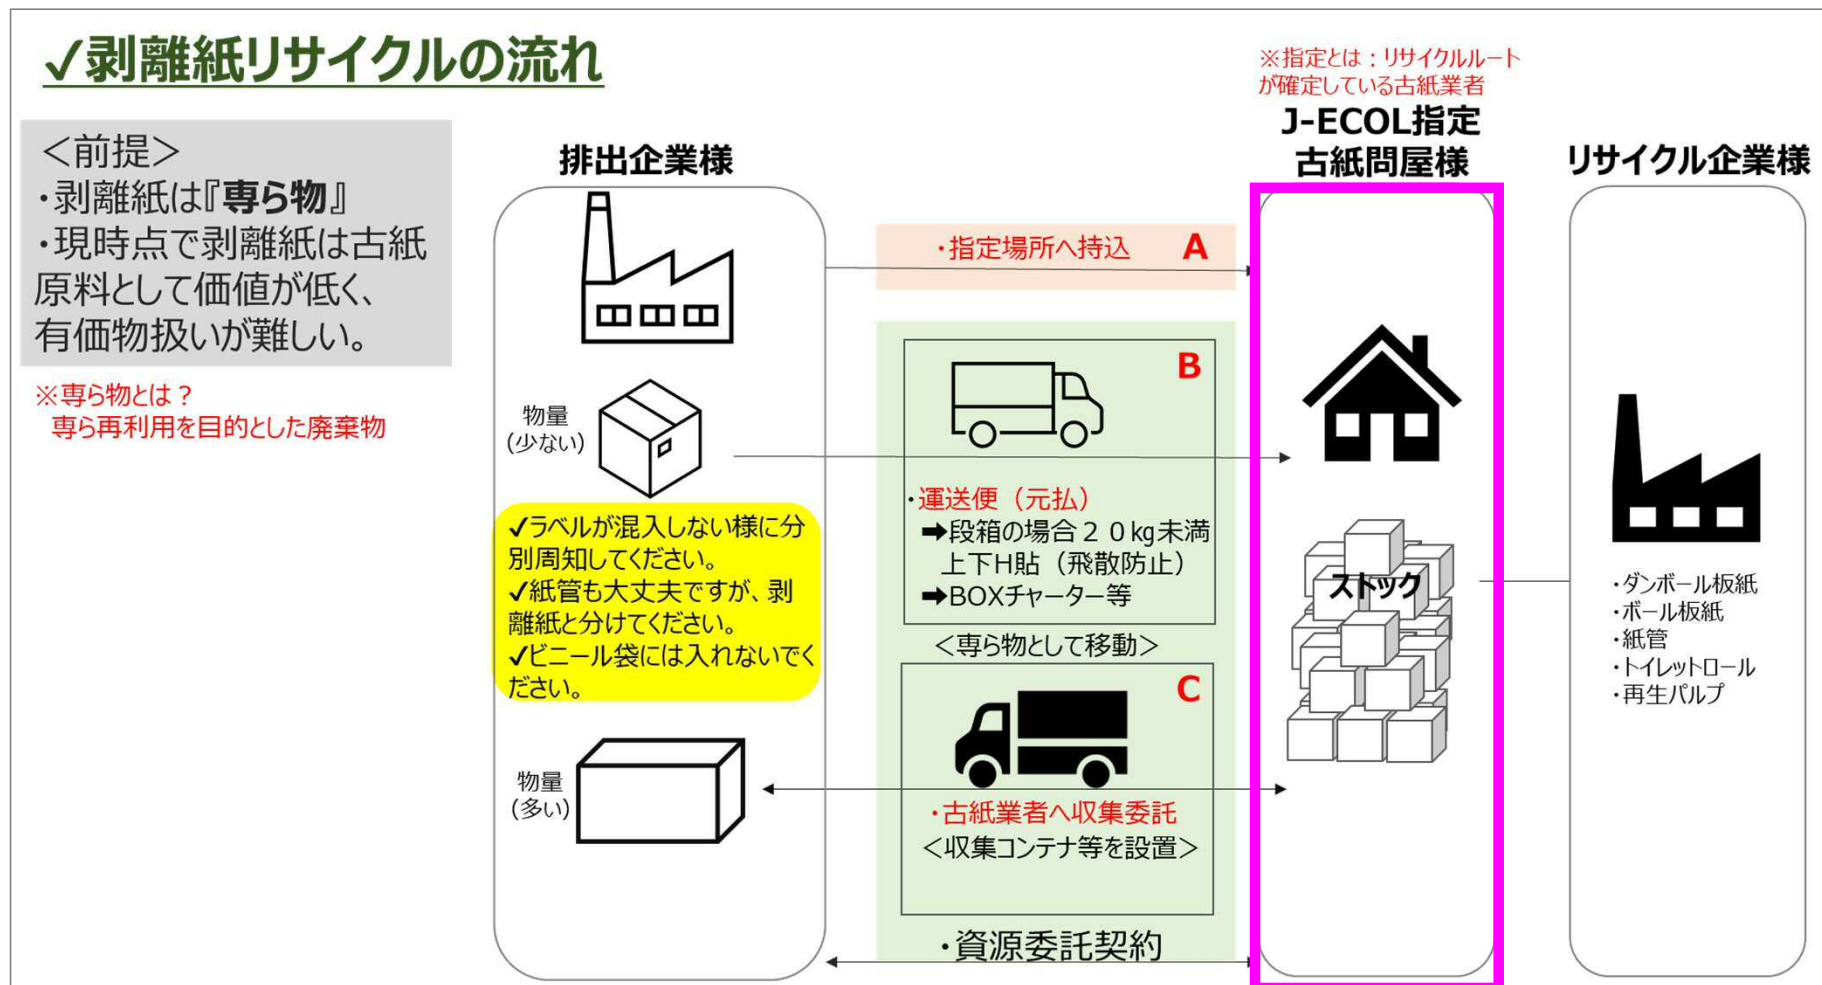 ✓剥離紙リサイクルの流れ
<前提>
・剥離紙は『専ら物』
・現時点で剥離紙は古紙
原料として価値が低く、
有価物扱いが難しい。
※専ら物とは？
専ら再利用を目的とした廃棄物
排出企業様
物量
(少ない)
✓ラベルが混入しない様に分
別周知してください。
✓紙管も大丈夫ですが、剥
離紙と分けてください。
✓ビニール袋には入れないでく
ださい。
物量
(多い)
・指定場所へ持込 A
B
・運送便（元払）
➡段箱の場合２０kg未満
上下H貼（飛散防止）
➡BOXチャーター等
<専ら物として移動>
C
・古紙業者へ収集委託
<収集コンテナ等を設置>
・資源委託契約
※指定とは：リサイクルルート
が確定している古紙業者
J-ECOL指定
古紙問屋様
ストック
リサイクル企業様
・ダンボール板紙
・ボール板紙
・紙管
・トイレットロール
・再生パルプ